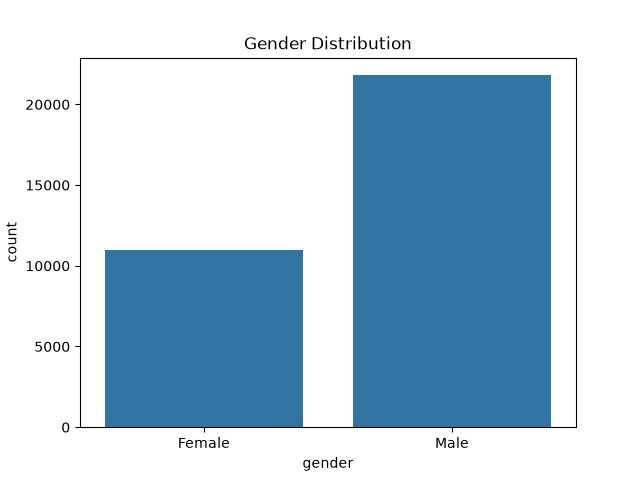 Gender Distribution
20000
15000
10000
5000
0
count
Female
Male
gender